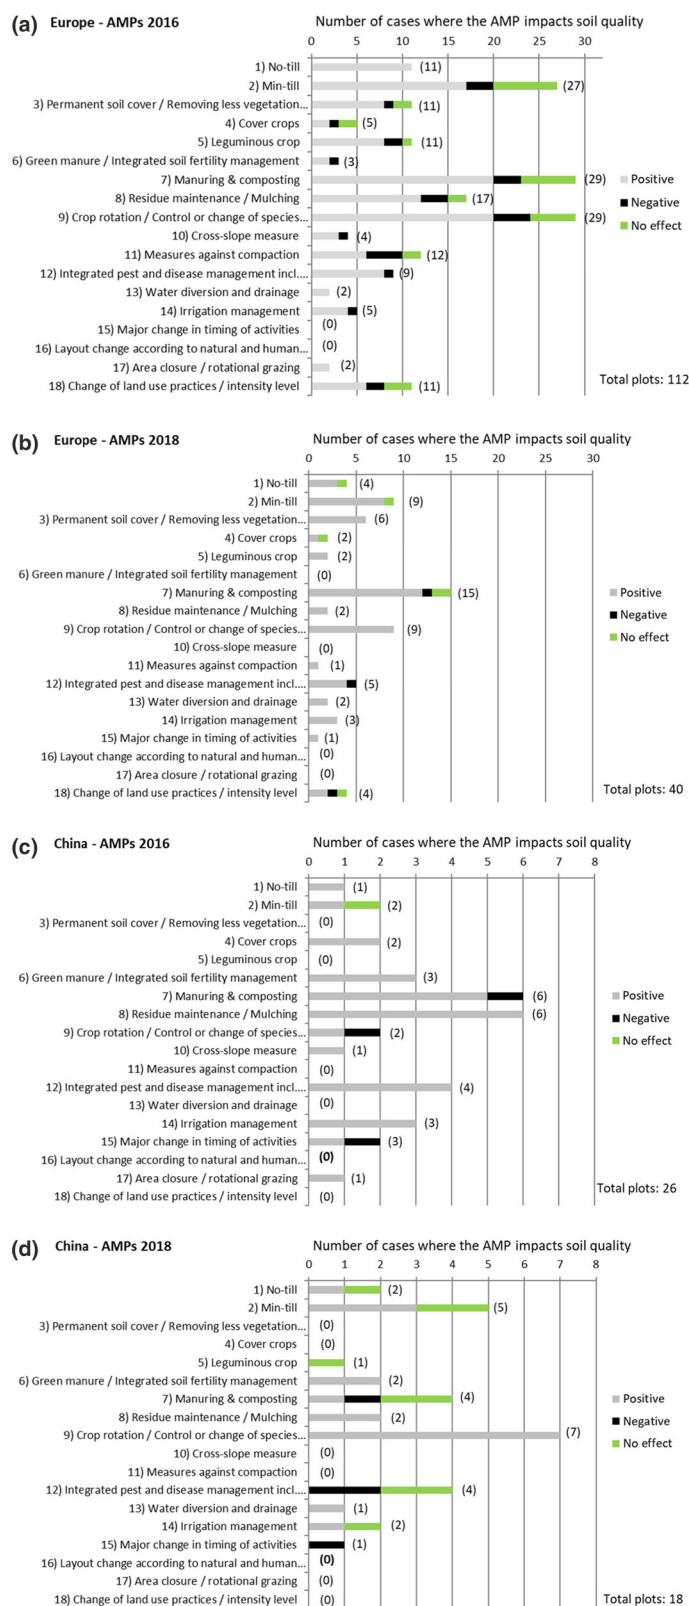 (a) Europe - AMPs 2016 Number of cases where the AMP impacts soil quality
0 5 10 15 20 25 30
1) No-till (11)
2) Min-till (27)
3) Permanent soil cover / Removing less vegetation... (11)
4) Cover crops (5)
5) Leguminous crop (11)
6) Green manure / Integrated soil fertility management (3)
7) Manuring & composting (29) Positive
8) Residue maintenance / Mulching (17) Negative
9) Crop rotation / Control or change of species... (29) No effect
10) Cross-slope measure (4)
11) Measures against compaction (12)
12) Integrated pest and disease management incl.... (9)
13) Water diversion and drainage (2)
14) Irrigation management (5)
15) Major change in timing of activities (0)
16) Layout change according to natural and human... (0)
17) Area closure / rotational grazing (2)
Total plots: 112
18) Change of land use practices / intensity level (11)
(b) Europe - AMPs 2018 Number of cases where the AMP impacts soil quality
0 5 10 15 20 25 30
1) No-till (4)
2) Min-till (9)
3) Permanent soil cover / Removing less vegetation... (6)
4) Cover crops (2)
5) Leguminous crop (2)
6) Green manure / Integrated soil fertility management (0)
7) Manuring & composting (15) Positive
8) Residue maintenance / Mulching (2) Negative
9) Crop rotation / Control or change of species... (9) No effect
10) Cross-slope measure (0)
11) Measures against compaction (1)
12) Integrated pest and disease management incl.... (5)
13) Water diversion and drainage (2)
14) Irrigation management (3)
15) Major change in timing of activities (1)
16) Layout change according to natural and human... (0)
17) Area closure / rotational grazing (0)
Total plots: 40
18) Change of land use practices / intensity level (4)
(c) China - AMPs 2016 Number of cases where the AMP impacts soil quality
0 1 2 3 4 5 6 7 8
1) No-till (1)
2) Min-till (2)
3) Permanent soil cover / Removing less vegetation... (0)
4) Cover crops (2)
5) Leguminous crop (0)
6) Green manure / Integrated soil fertility management (3)
7) Manuring & composting (6) Positive
8) Residue maintenance / Mulching (6) Negative
9) Crop rotation / Control or change of species... (2) No effect
10) Cross-slope measure (1)
11) Measures against compaction (0)
12) Integrated pest and disease management incl.... (4)
13) Water diversion and drainage (0)
14) Irrigation management (3)
15) Major change in timing of activities (3)
16) Layout change according to natural and human... (0)
17) Area closure / rotational grazing (1)
Total plots: 26
18) Change of land use practices / intensity level (0)
(d) China - AMPs 2018 Number of cases where the AMP impacts soil quality
0 1 2 3 4 5 6 7 8
1) No-till (2)
2) Min-till (5)
3) Permanent soil cover / Removing less vegetation... (0)
4) Cover crops (0)
5) Leguminous crop (1)
6) Green manure / Integrated soil fertility management (2)
7) Manuring & composting (4) Positive
8) Residue maintenance / Mulching (2) Negative
9) Crop rotation / Control or change of species... (7) No effect
10) Cross-slope measure (0)
11) Measures against compaction (0)
12) Integrated pest and disease management incl.... (4)
13) Water diversion and drainage (1)
14) Irrigation management (2)
15) Major change in timing of activities (1)
16) Layout change according to natural and human... (0)
17) Area closure / rotational grazing (0)
18) Change of land use practices / intensity level (0) Total plots: 18